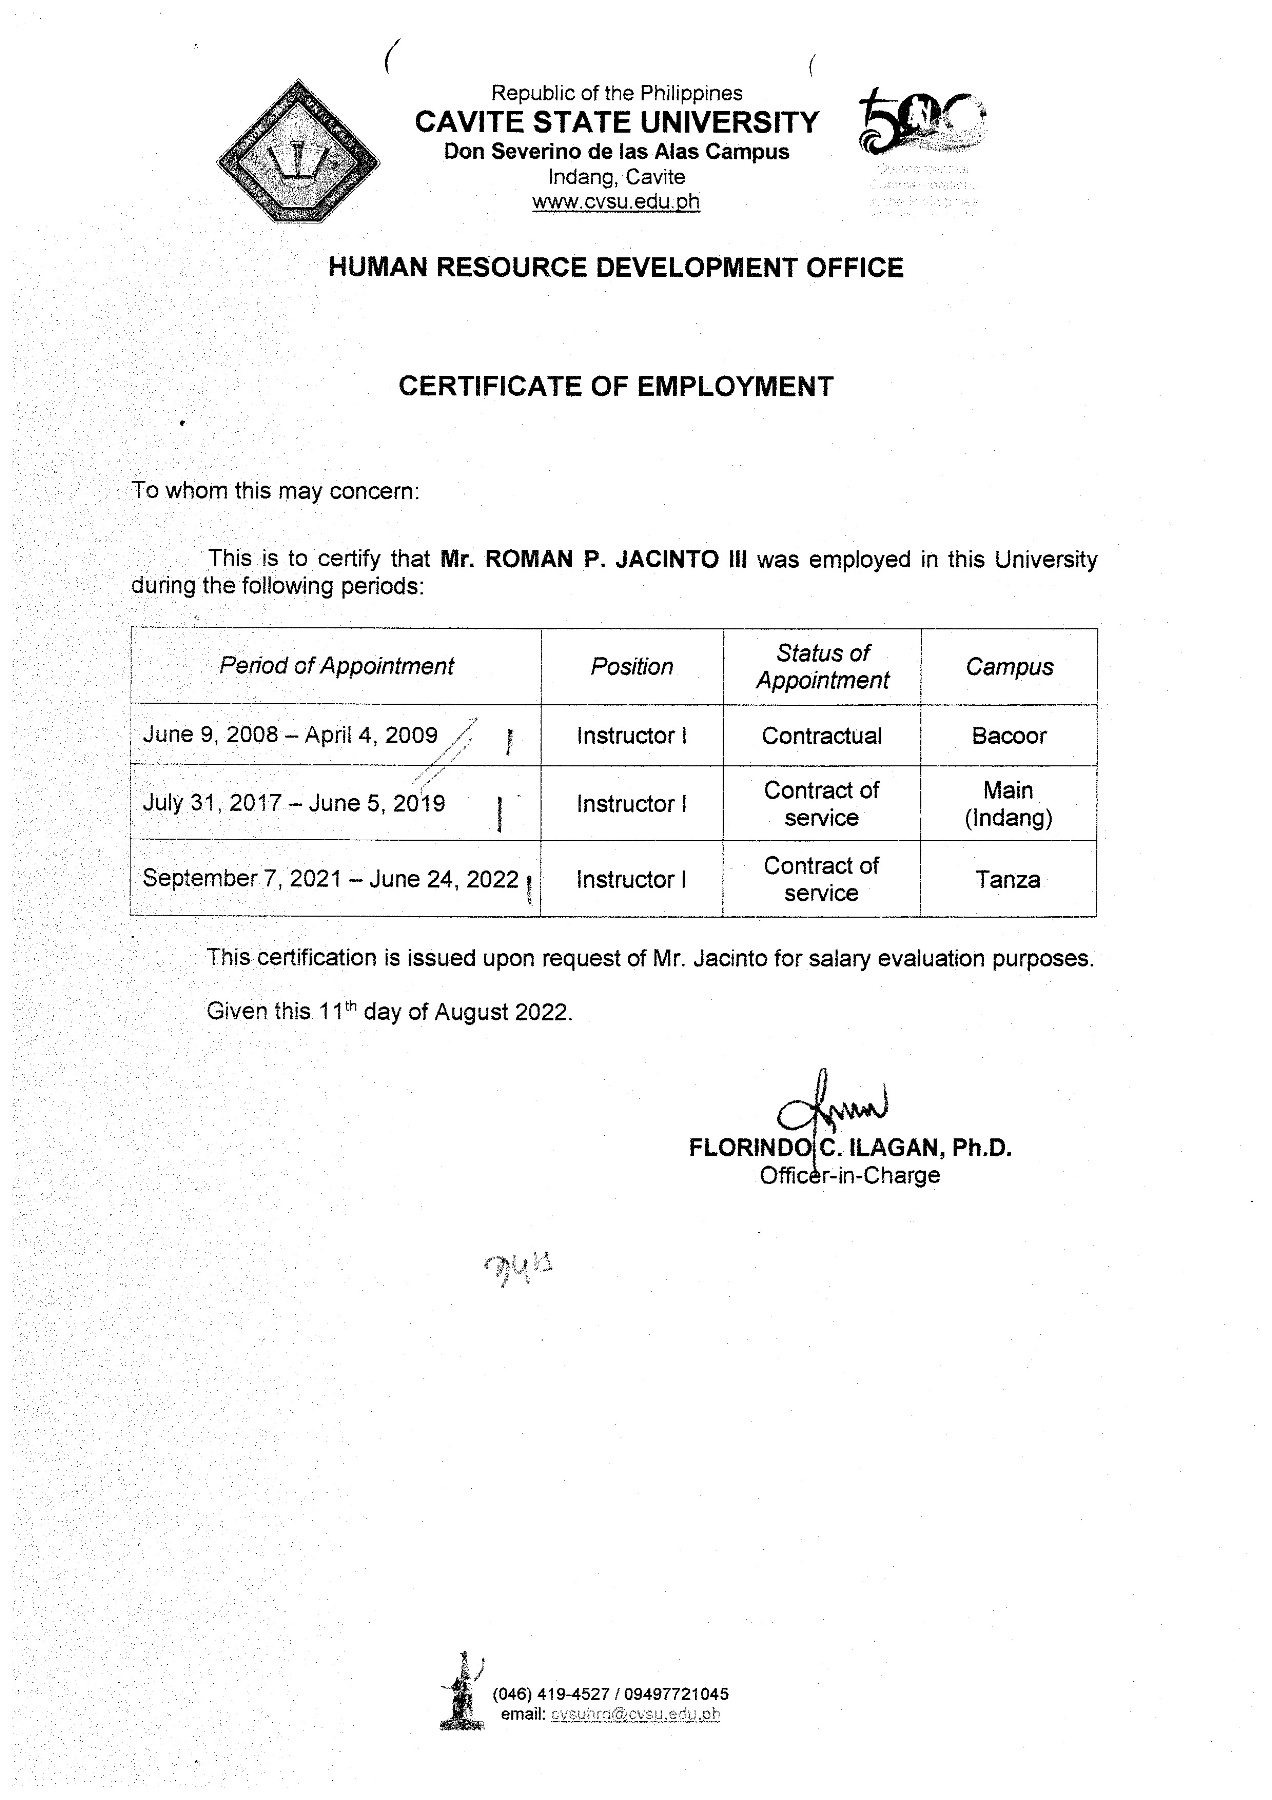 Republic of the Philippines
CAVITE STATE UNIVERSITY
Don Severino de las Alas Campus
Indang, Cavite
www.cvsu.edu.ph
500
HUMAN RESOURCE DEVELOPMENT OFFICE
CERTIFICATE OF EMPLOYMENT
To whom this may concern:
This is to certify that Mr. ROMAN P. JACINTO III was employed in this University
during the following periods:
Period of Appointment Position Status of Appointment Campus
June 9, 2008 – April 4, 2009 Instructor I Contractual Bacoor
July 31, 2017 – June 5, 2019 Instructor I Contract of service Main (Indang)
September 7, 2021 – June 24, 2022 Instructor I Contract of service Tanza
This certification is issued upon request of Mr. Jacinto for salary evaluation purposes.
Given this 11th day of August 2022.
FLORINDO C. ILAGAN, Ph.D.
Officer-in-Charge
(046) 419-4527 / 09497721045
email: